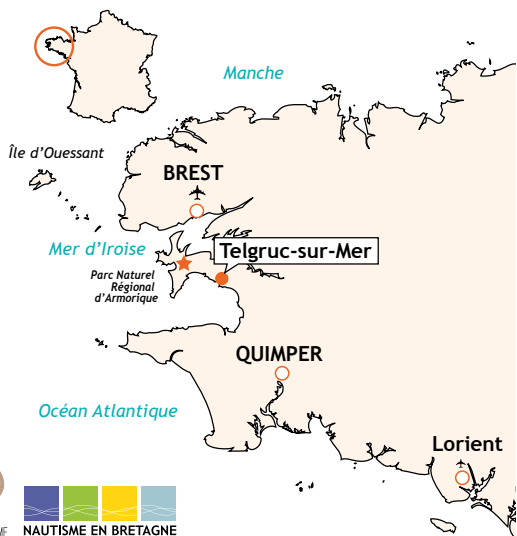 Manche
Île d'Ouessant
BREST
Mer d'Iroise
Telgruc-sur-Mer
Parc Naturel
Régional
d'Armorique
QUIMPER
Océan Atlantique
Lorient
NAUTISME EN BRETAGNE